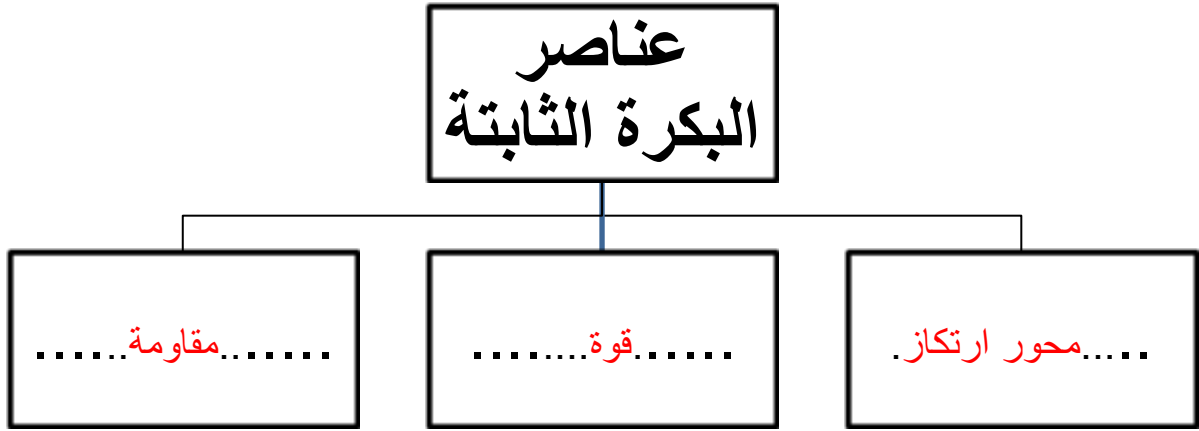 عناصر
البكرة الثابتة
.....محور ارتكاز.
......قوة........
.......مقاومة.......